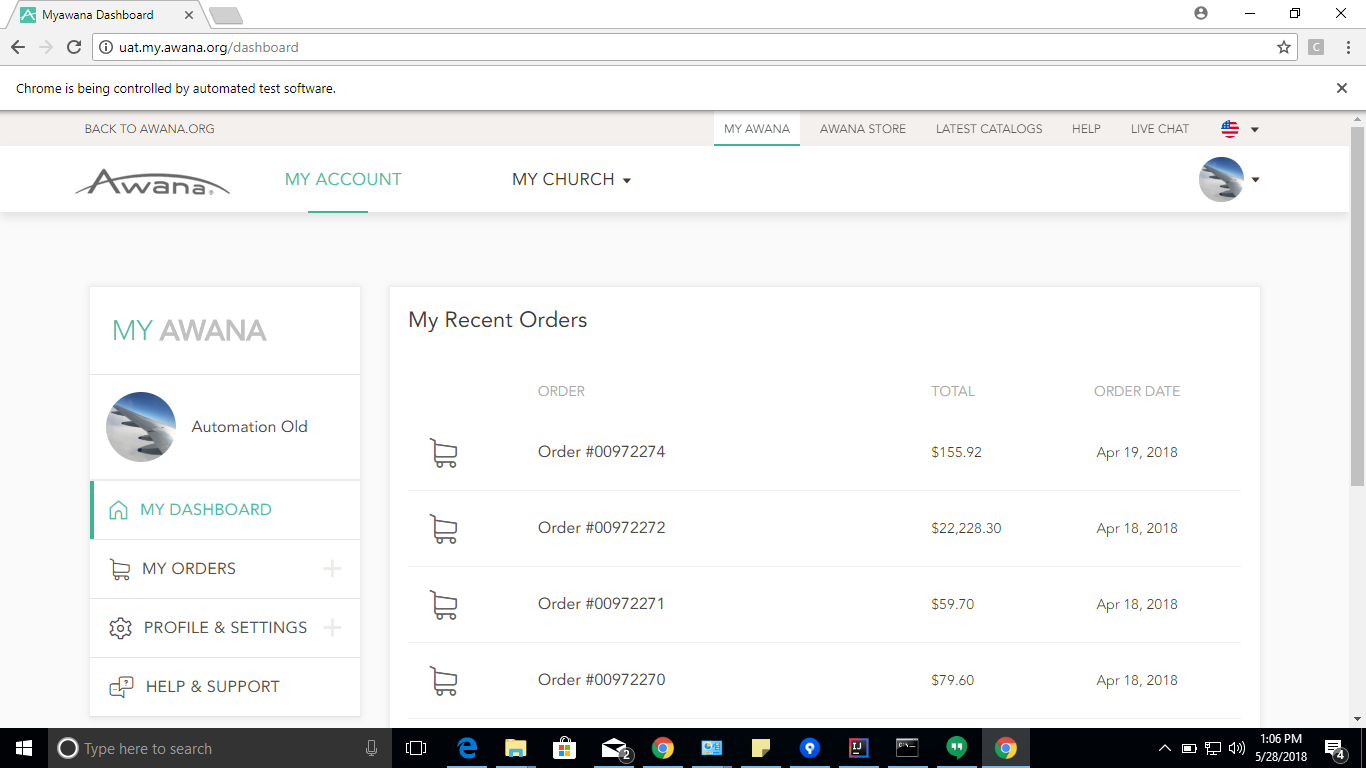 Myawana Dashboard
uat.my.awana.org/dashboard
C
Chrome is being controlled by automated test software.
BACK TO AWANA.ORG
MY AWANA
AWANA STORE
LATEST CATALOGS
HELP
LIVE CHAT
Awana®
MY ACCOUNT
MY CHURCH
MY AWANA
Automation Old
MY DASHBOARD
MY ORDERS
PROFILE & SETTINGS
HELP & SUPPORT
My Recent Orders
ORDER TOTAL ORDER DATE
Order #00972274 $155.92 Apr 19, 2018
Order #00972272 $22,228.30 Apr 18, 2018
Order #00972271 $59.70 Apr 18, 2018
Order #00972270 $79.60 Apr 18, 2018
Type here to search
2
IJ
C:\_
1:06 PM
5/28/2018
4